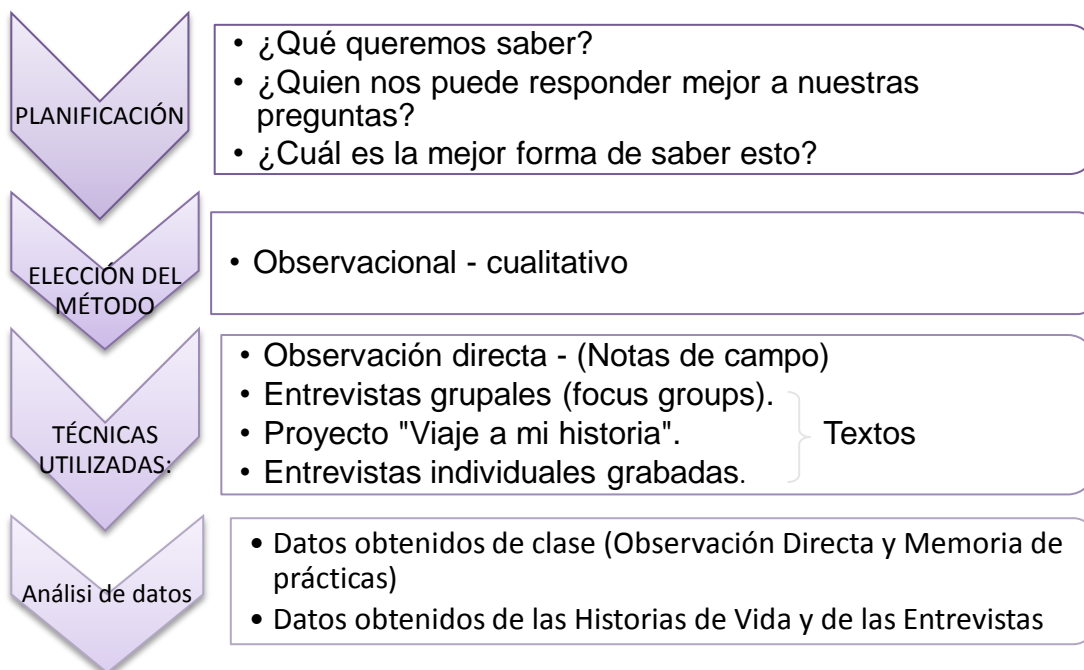 PLANIFICACIÓN
• ¿Qué queremos saber?
• ¿Quien nos puede responder mejor a nuestras
preguntas?
• ¿Cuál es la mejor forma de saber esto?
ELECCIÓN DEL
MÉTODO
• Observacional - cualitativo
TÉCNICAS
UTILIZADAS:
• Observación directa - (Notas de campo)
• Entrevistas grupales (focus groups).
• Proyecto "Viaje a mi historia".
• Entrevistas individuales grabadas.
Textos
Análisi de datos
• Datos obtenidos de clase (Observación Directa y Memoria de
prácticas)
• Datos obtenidos de las Historias de Vida y de las Entrevistas